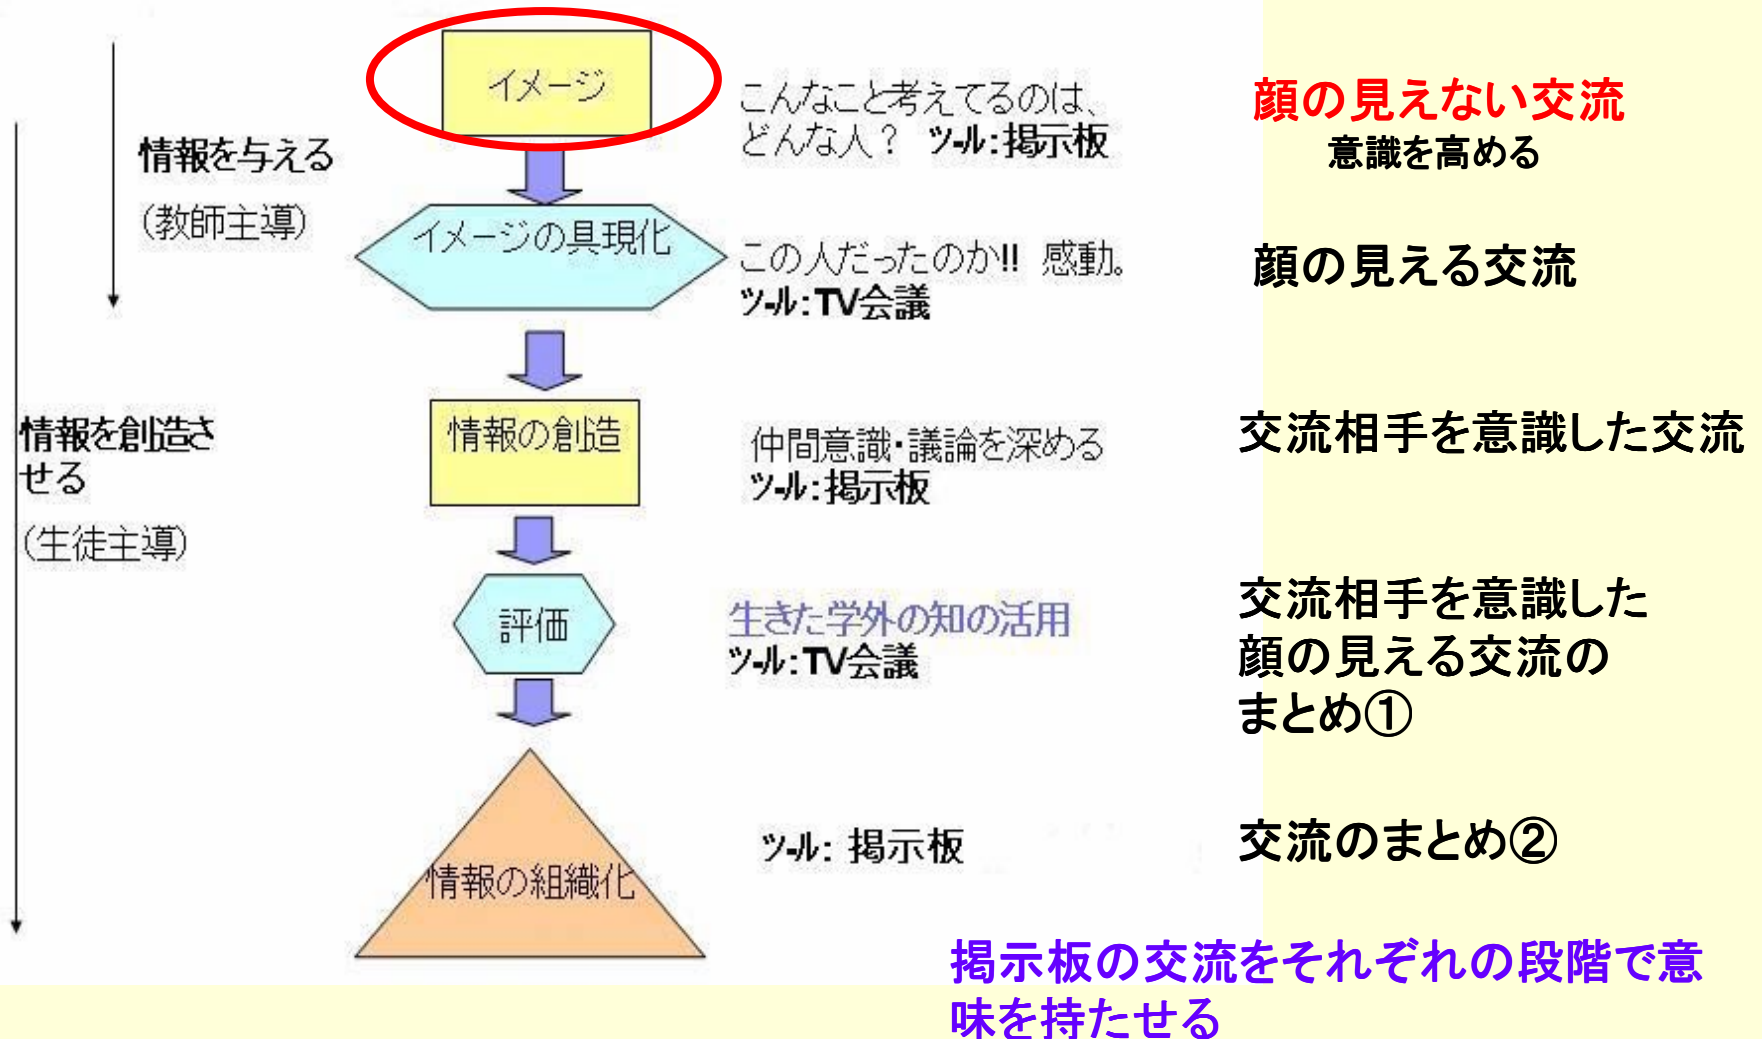 イメージ
こんなこと考えてるのは、
どんな人？ ツール：掲示板
顔の見えない交流
意識を高める
情報を与える
（教師主導）
イメージの具現化
この人だったのか!! 感動。
ツール：TV会議
顔の見える交流
情報を創造さ
せる
（生徒主導）
情報の創造
仲間意識・議論を深める
ツール：掲示板
交流相手を意識した交流
評価
生きた学外の知の活用
ツール：TV会議
交流相手を意識した
顔の見える交流の
まとめ①
情報の組織化
ツール： 掲示板
交流のまとめ②
掲示板の交流をそれぞれの段階で意
味を持たせる